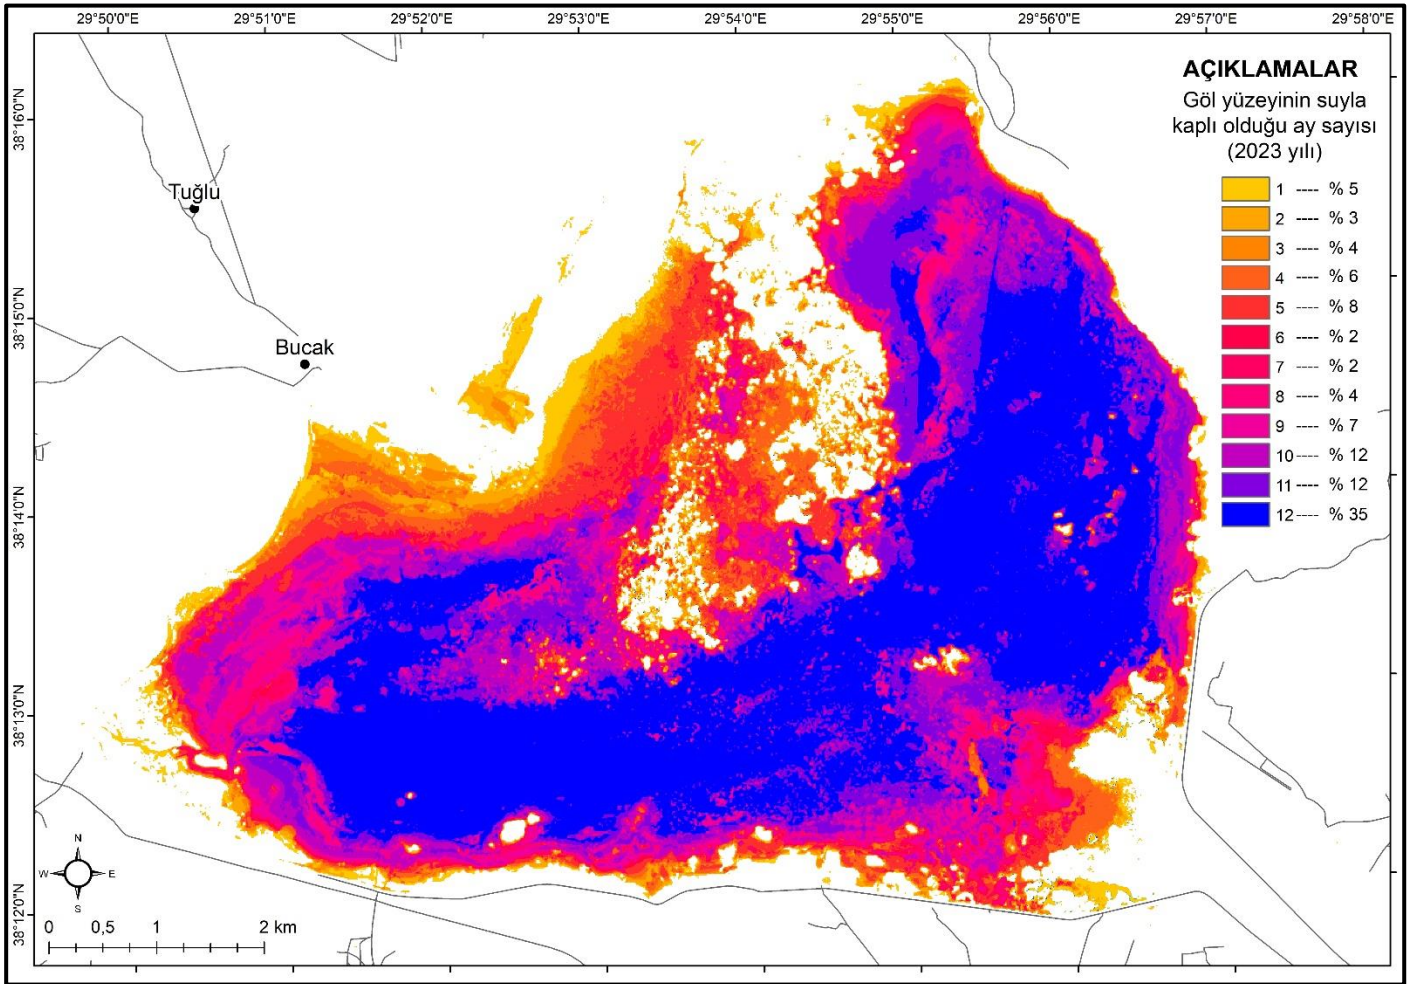 29°50'0"E 29°51'0"E 29°52'0"E 29°53'0"E 29°54'0"E 29°55'0"E 29°56'0"E 29°57'0"E 29°58'0"E
38°16'0"N
38°15'0"N
38°14'0"N
38°13'0"N
38°12'0"N
AÇIKLAMALAR
Göl yüzeyinin suyla
kaplı olduğu ay sayısı
(2023 yılı)
1 ---- % 5
2 ---- % 3
3 ---- % 4
4 ---- % 6
5 ---- % 8
6 ---- % 2
7 ---- % 2
8 ---- % 4
9 ---- % 7
10 ---- % 12
11 ---- % 12
12 ---- % 35
Tuğlu
Bucak
N
W E
S
0 0,5 1 2 km